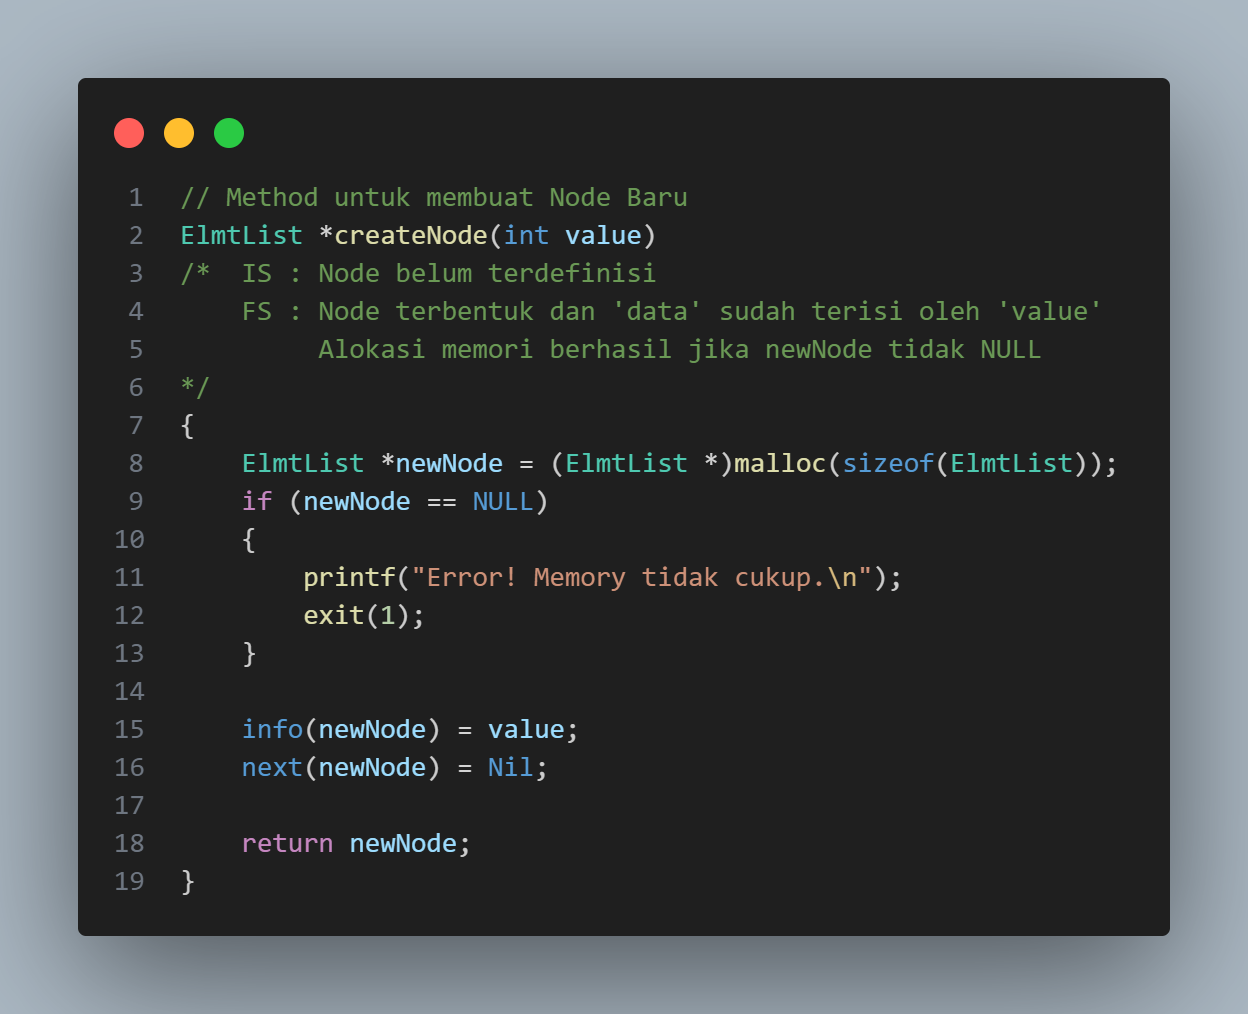 1 // Method untuk membuat Node Baru
2 ElmtList *createNode(int value)
3 /*  IS : Node belum terdefinisi
4     FS : Node terbentuk dan 'data' sudah terisi oleh 'value'
5          Alokasi memori berhasil jika newNode tidak NULL
6 */
7 {
8     ElmtList *newNode = (ElmtList *)malloc(sizeof(ElmtList));
9     if (newNode == NULL)
10     {
11         printf("Error! Memory tidak cukup.\n");
12         exit(1);
13     }
14
15     info(newNode) = value;
16     next(newNode) = Nil;
17
18     return newNode;
19 }